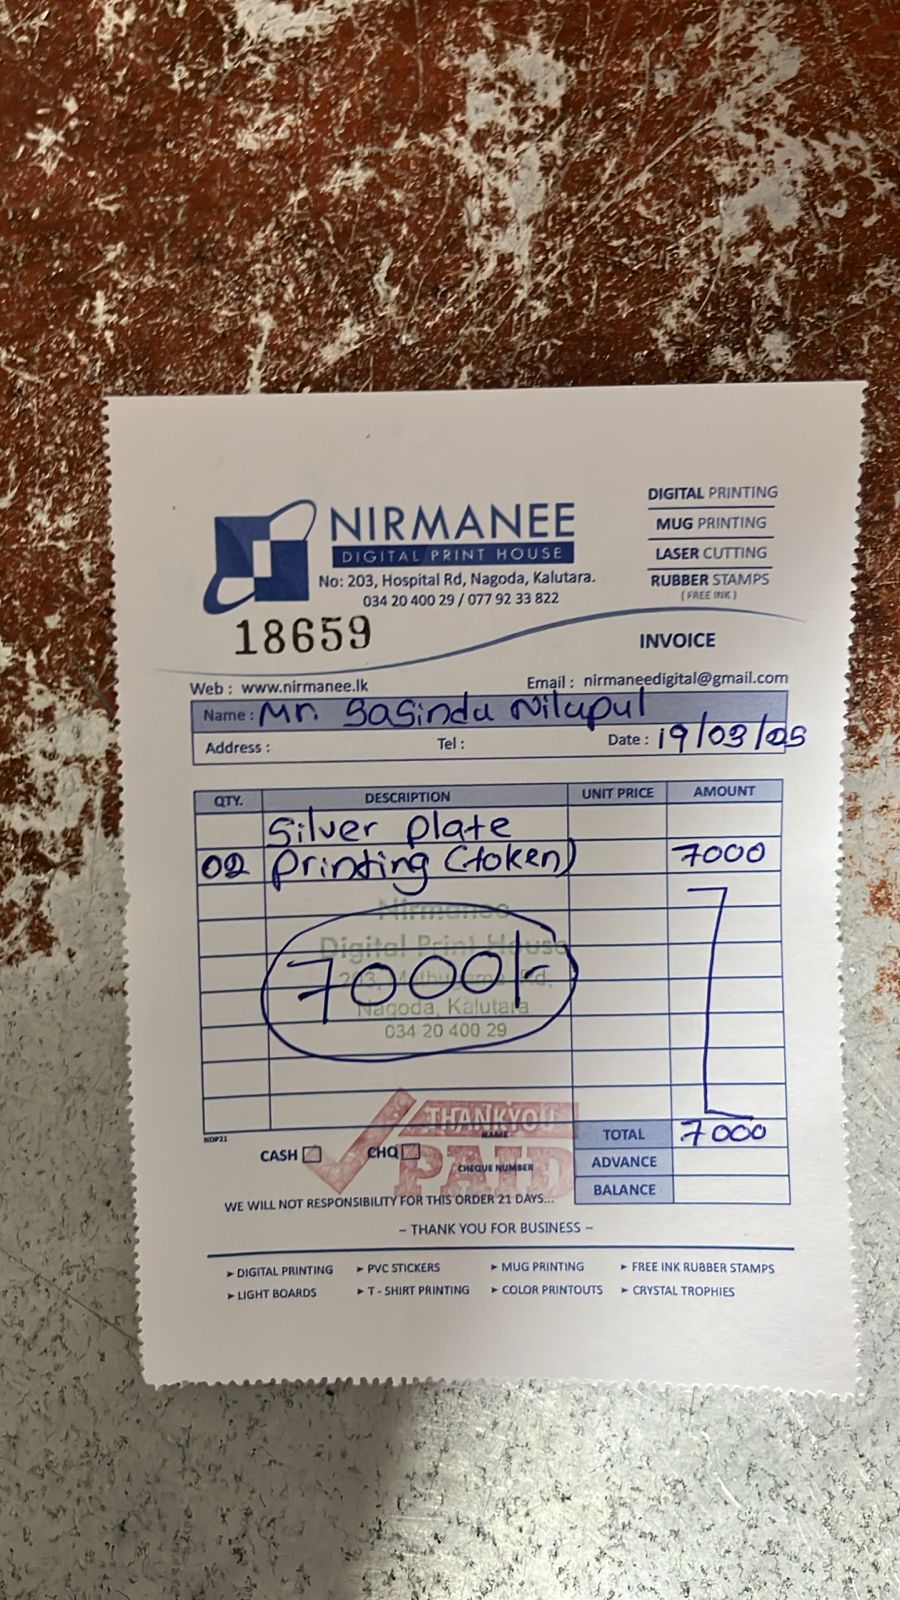 NIRMANEE
DIGITAL PRINT HOUSE
No: 203, Hospital Rd, Nagoda, Kalutara.
034 20 400 29 / 077 92 33 822
DIGITAL PRINTING
MUG PRINTING
LASER CUTTING
RUBBER STAMPS
( FREE INK )
18659
INVOICE
Web : www.nirmanee.lk Email : nirmaneedigital@gmail.com
Name : Mr. Sasindu Nilupul
Address : Tel : Date : 19/03/25
QTY. DESCRIPTION UNIT PRICE AMOUNT
Silver plate
02 printing (token) 7000
Nirmanee
Digital Print House
203, Rd,
Nagoda, Kalutara
034 20 400 29
7000/-
TOTAL 7000
ADVANCE
BALANCE
NDP23
CASH CHQ
NAME
CHEQUE NUMBER
THANKYOU
PAID
WE WILL NOT RESPONSIBILITY FOR THIS ORDER 21 DAYS...
~ THANK YOU FOR BUSINESS ~
➤ DIGITAL PRINTING ➤ PVC STICKERS ➤ MUG PRINTING ➤ FREE INK RUBBER STAMPS
➤ LIGHT BOARDS ➤ T - SHIRT PRINTING ➤ COLOR PRINTOUTS ➤ CRYSTAL TROPHIES